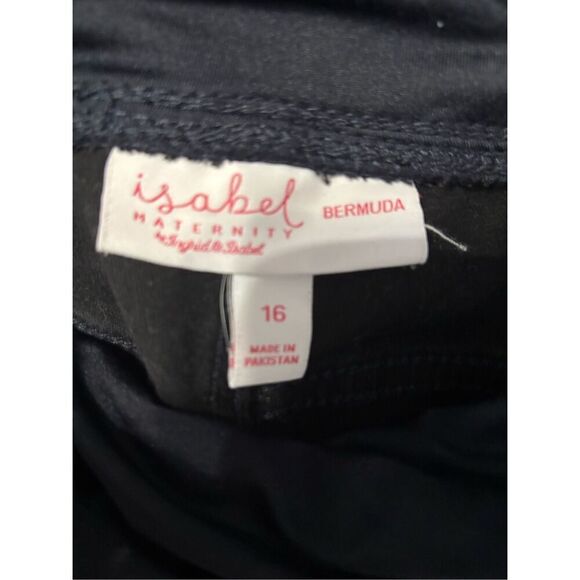 isabel
MATERNITY
by Ingrid & Isabel
BERMUDA
16
MADE IN
PAKISTAN